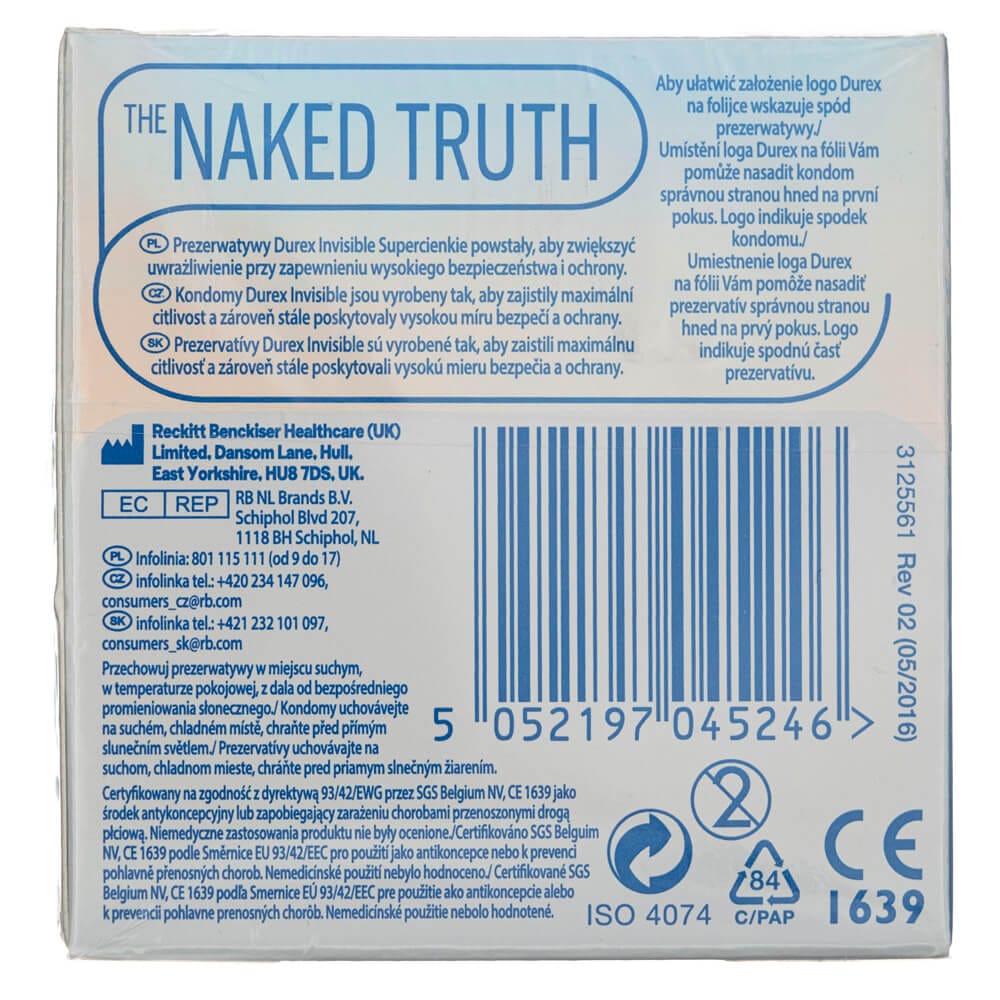 THE NAKED TRUTH
PL Prezerwatywy Durex Invisible Supercienkie powstały, aby zwiększyć
uwrażliwienie przy zapewnieniu wysokiego bezpieczeństwa i ochrony.
CZ Kondomy Durex Invisible jsou vyrobeny tak, aby zajistily maximální
citlivost a zároveň stále poskytovaly vysokou míru bezpečí a ochrany.
SK Prezervatívy Durex Invisible sú vyrobené tak, aby zaistili maximálnu
citlivosť a zároveň stále poskytovali vysokú mieru bezpečia a ochrany.
Aby ułatwić założenie logo Durex
na folijce wskazuje spód
prezerwatywy./
Umístění loga Durex na fólii Vám
pomůže nasadit kondom
správnou stranou hned na první
pokus. Logo indikuje spodek
kondomu./
Umiestnenie loga Durex
na fólii Vám pomôže nasadiť
prezervatív správnou stranou
hneď na prvý pokus. Logo
indikuje spodnú časť
prezervatívu.
Reckitt Benckiser Healthcare (UK)
Limited, Dansom Lane, Hull,
East Yorkshire, HU8 7DS, UK.
EC REP RB NL Brands B.V.
Schiphol Blvd 207,
1118 BH Schiphol, NL
PL Infolinia: 801 115 111 (od 9 do 17)
CZ infolinka tel.: +420 234 147 096,
consumers_cz@rb.com
SK infolinka tel.: +421 232 101 097,
consumers_sk@rb.com
Przechowuj prezerwatywy w miejscu suchym,
w temperaturze pokojowej, z dala od bezpośredniego
promieniowania słonecznego./ Kondomy uchovávejte
na suchém, chladném místě, chraňte před přímým
slunečním světlem./ Prezervatívy uchovávajte na
suchom, chladnom mieste, chráňte pred priamym slnečným žiarením.
Certyfikowany na zgodność z dyrektywą 93/42/EWG przez SGS Belgium NV, CE 1639 jako
środek antykoncepcyjny lub zapobiegający zarażeniu chorobami przenoszonymi drogą
płciową. Niemedyczne zastosowania produktu nie były ocenione./Certifikováno SGS Belguim
NV, CE 1639 podle Směrnice EU 93/42/EEC pro použití jako antikoncepce nebo k prevenci
pohlavně přenosných chorob. Nemedicínské použití nebylo hodnoceno./ Certifikované SGS
Belgium NV, CE 1639 podľa Smernice EÚ 93/42/EEC pre použitie ako antikoncepcie alebo
k prevencii pohlavne prenosných chorôb. Nemedicínské použitie nebolo hodnotené.
5 052197 045246 >
3125561 Rev 02 (05/2016)
2
ISO 4074
84
C/PAP
CE
1639